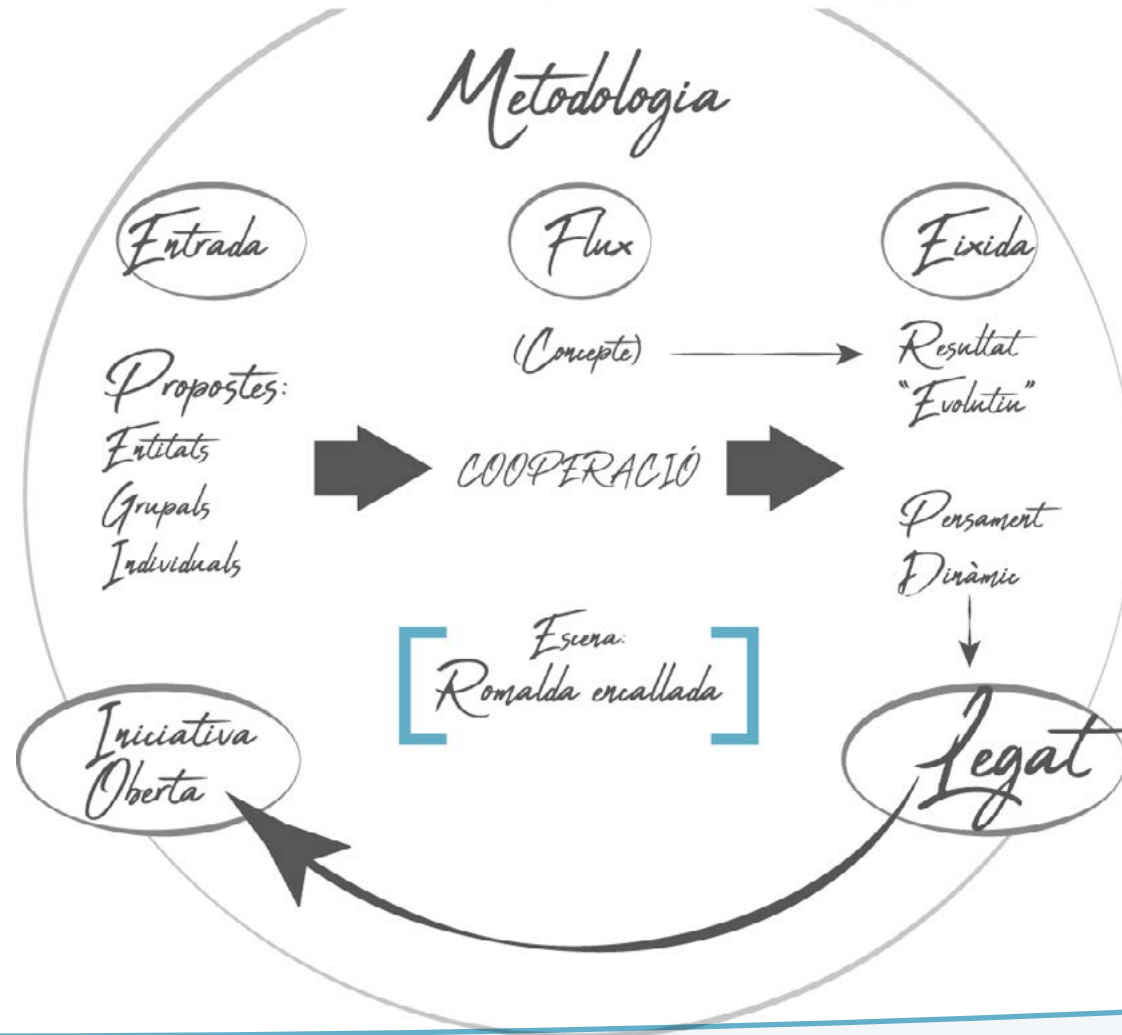 Metodologia
Entrada
Flux
Eixida
Propostes:
Entitats
Grupals
Individuals
(Concepte)
COOPERACIÓ
Resultat
"Evolutiu"
Pensament
Dinàmic
Escena:
Romalda encallada
Iniciativa
Oberta
Legat